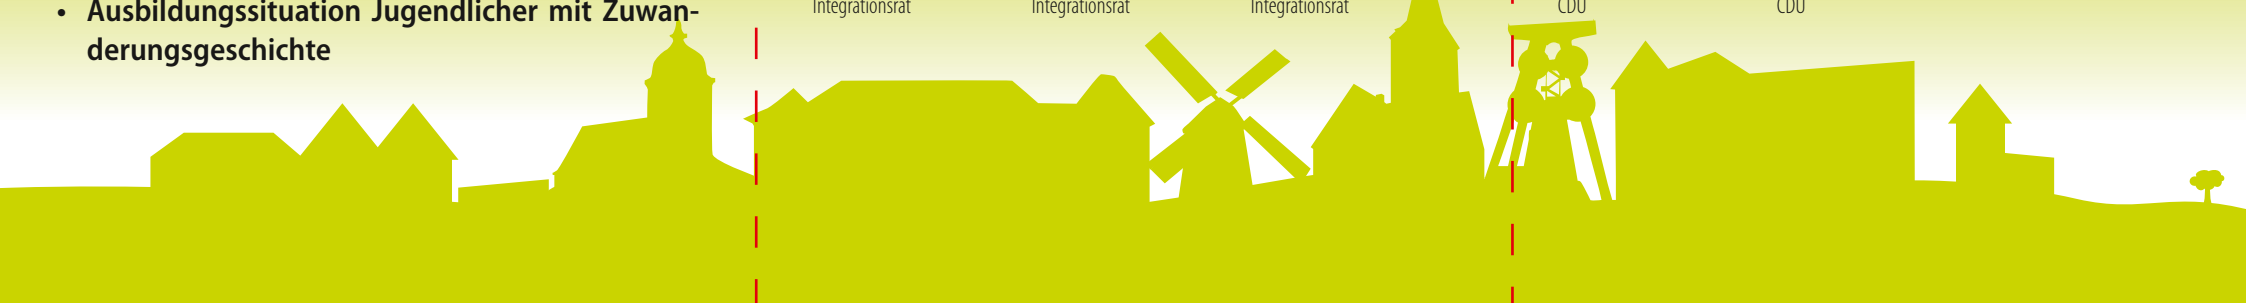 • Ausbildungssituation Jugendlicher mit Zuwan-
derungsgeschichte
Integrationsrat Integrationsrat Integrationsrat CDU CDU